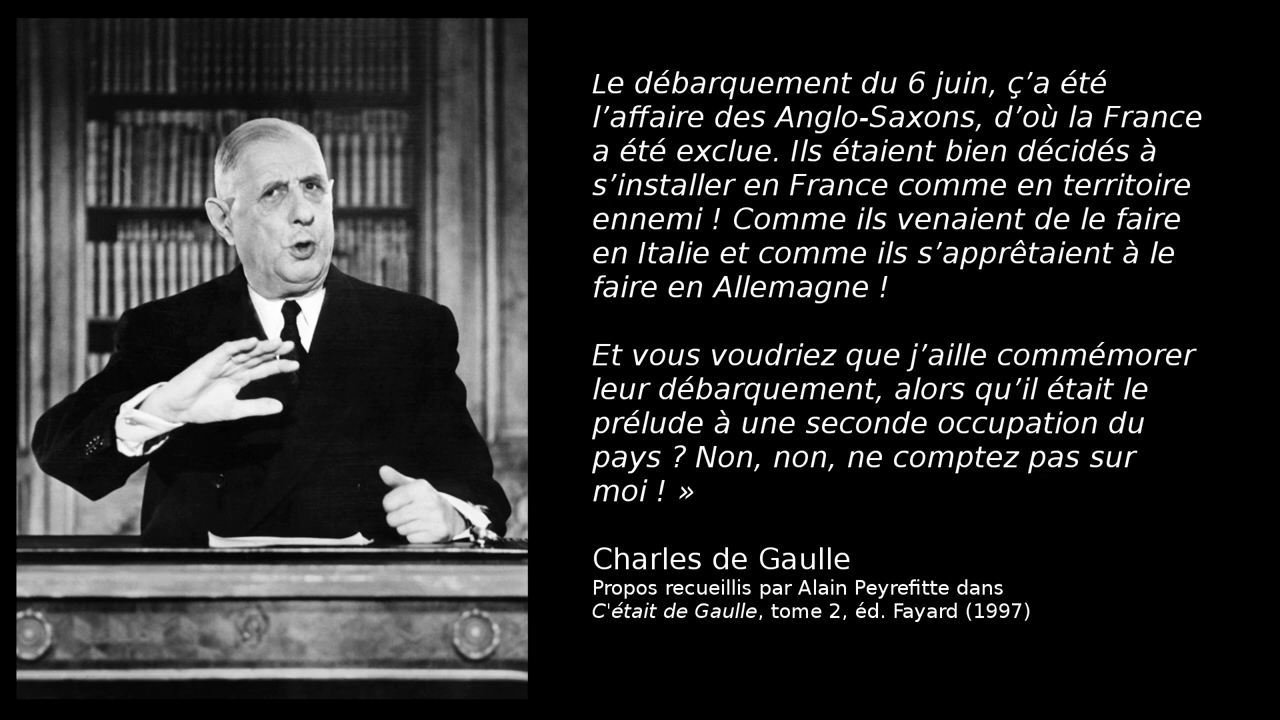 Le débarquement du 6 juin, ç’a été
l’affaire des Anglo-Saxons, d’où la France
a été exclue. Ils étaient bien décidés à
s’installer en France comme en territoire
ennemi ! Comme ils venaient de le faire
en Italie et comme ils s’apprêtaient à le
faire en Allemagne !
Et vous voudriez que j’aille commémorer
leur débarquement, alors qu’il était le
prélude à une seconde occupation du
pays ? Non, non, ne comptez pas sur
moi ! »
Charles de Gaulle
Propos recueillis par Alain Peyrefitte dans
C'était de Gaulle, tome 2, éd. Fayard (1997)